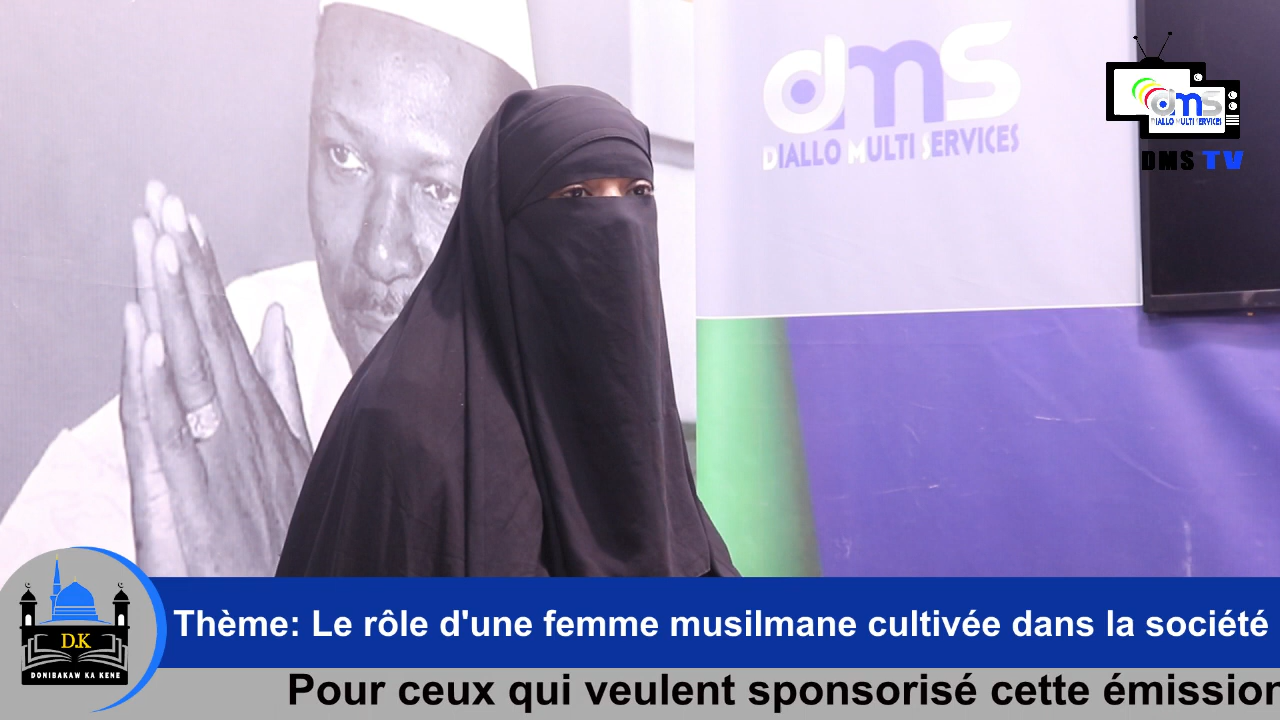 dms
DIALLO MULTI SERVICES
dms
DIALLO MULTI SERVICES
DMS TV
D.K
DONIBAKAW KA KENE
Thème: Le rôle d'une femme musilmane cultivée dans la société
Pour ceux qui veulent sponsorisé cette émission